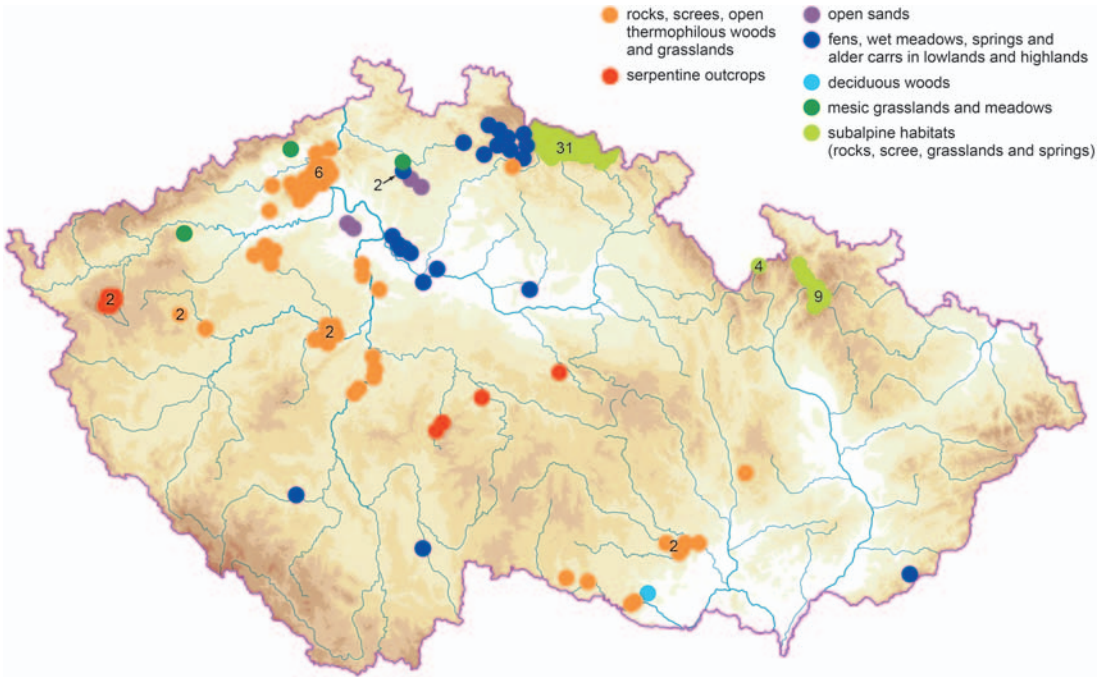 rocks, screes, open
thermophilous woods
and grasslands
serpentine outcrops
open sands
fens, wet meadows, springs and
alder carrs in lowlands and highlands
deciduous woods
mesic grasslands and meadows
subalpine habitats
(rocks, scree, grasslands and springs)
31
6
2
4
9
2
2
2
2